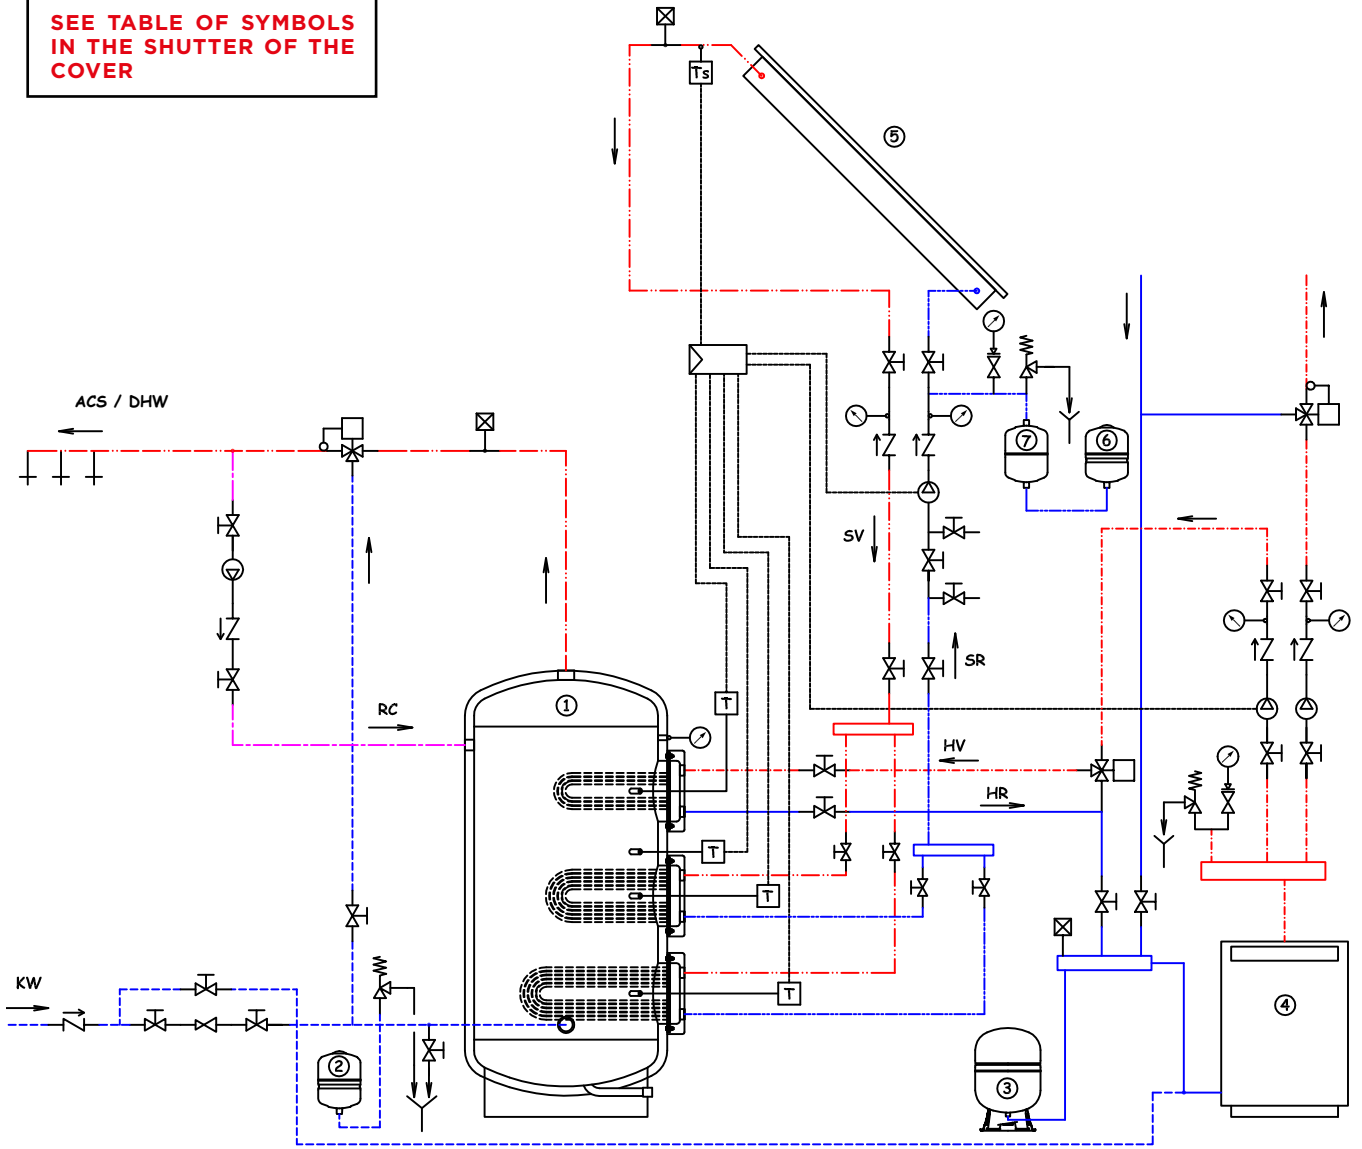 SEE TABLE OF SYMBOLS
IN THE SHUTTER OF THE
COVER
Ts
5
ACS / DHW
7
6
SV
SR
T
1
RC
HV
HR
T
T
KW
T
4
2
3